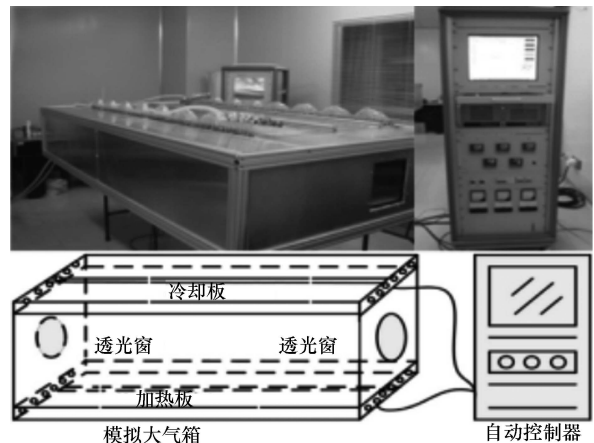 冷却板
透光窗
透光窗
加热板
模拟大气箱
自动控制器